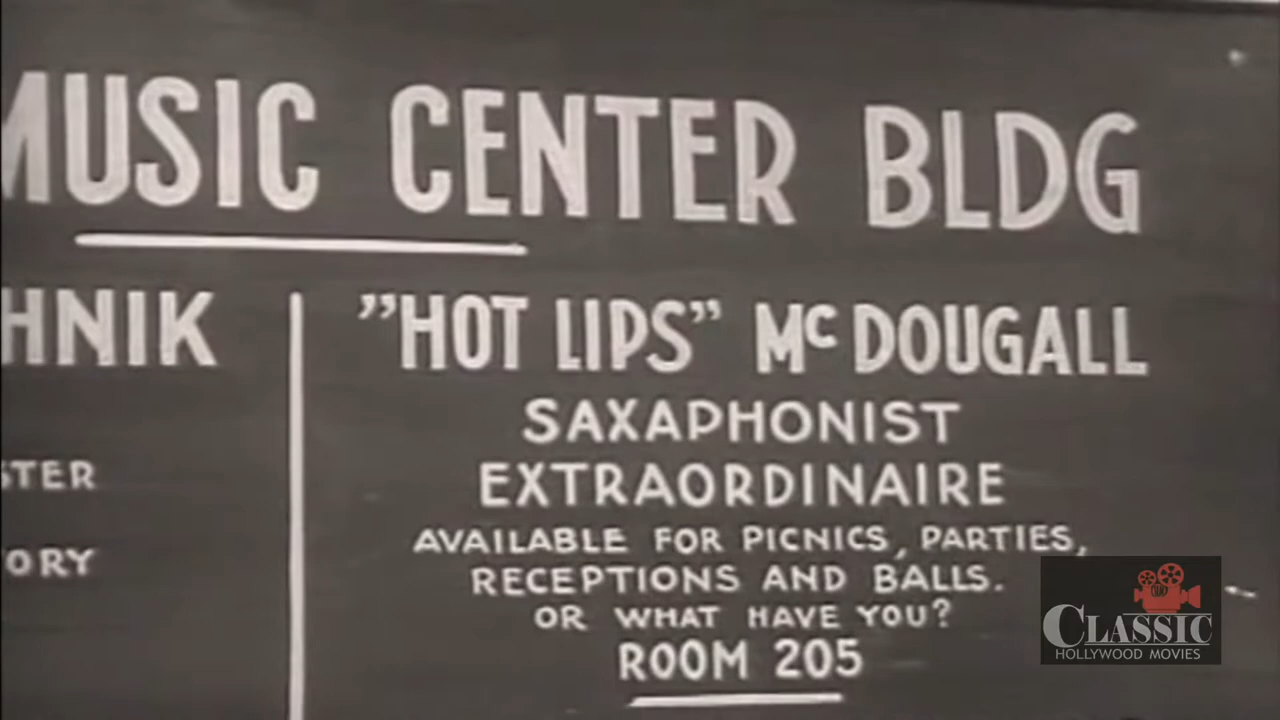 MUSIC CENTER BLDG
HNIK
STER
ORY
”HOT LIPS” McDOUGALL
SAXAPHONIST
EXTRAORDINAIRE
AVAILABLE FOR PICNICS, PARTIES,
RECEPTIONS AND BALLS.
OR WHAT HAVE YOU?
ROOM 205
CLASSIC
HOLLYWOOD MOVIES